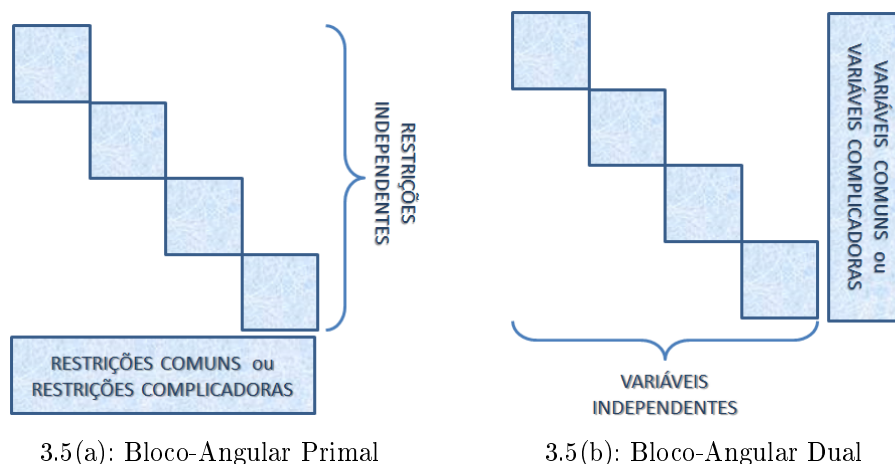 RESTRIÇÕES
INDEPENDENTES
RESTRIÇÕES COMUNS ou
RESTRIÇÕES COMPLICADORAS
3.5(a): Bloco-Angular Primal
VARIÁVEIS COMUNS ou
VARIÁVEIS COMPLICADORAS
VARIÁVEIS
INDEPENDENTES
3.5(b): Bloco-Angular Dual